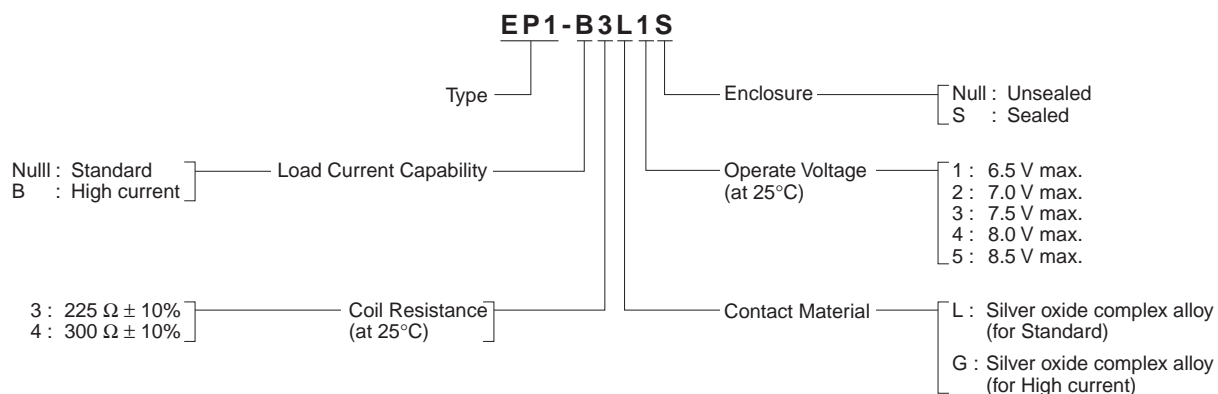 EP1-B3L1S
Type
Enclosure
Null : Unsealed
S : Sealed
Nulll : Standard
B : High current
Load Current Capability
Operate Voltage
(at 25°C)
1 : 6.5 V max.
2 : 7.0 V max.
3 : 7.5 V max.
4 : 8.0 V max.
5 : 8.5 V max.
3 : 225 Ω ± 10%
4 : 300 Ω ± 10%
Coil Resistance
(at 25°C)
Contact Material
L : Silver oxide complex alloy
(for Standard)
G : Silver oxide complex alloy
(for High current)